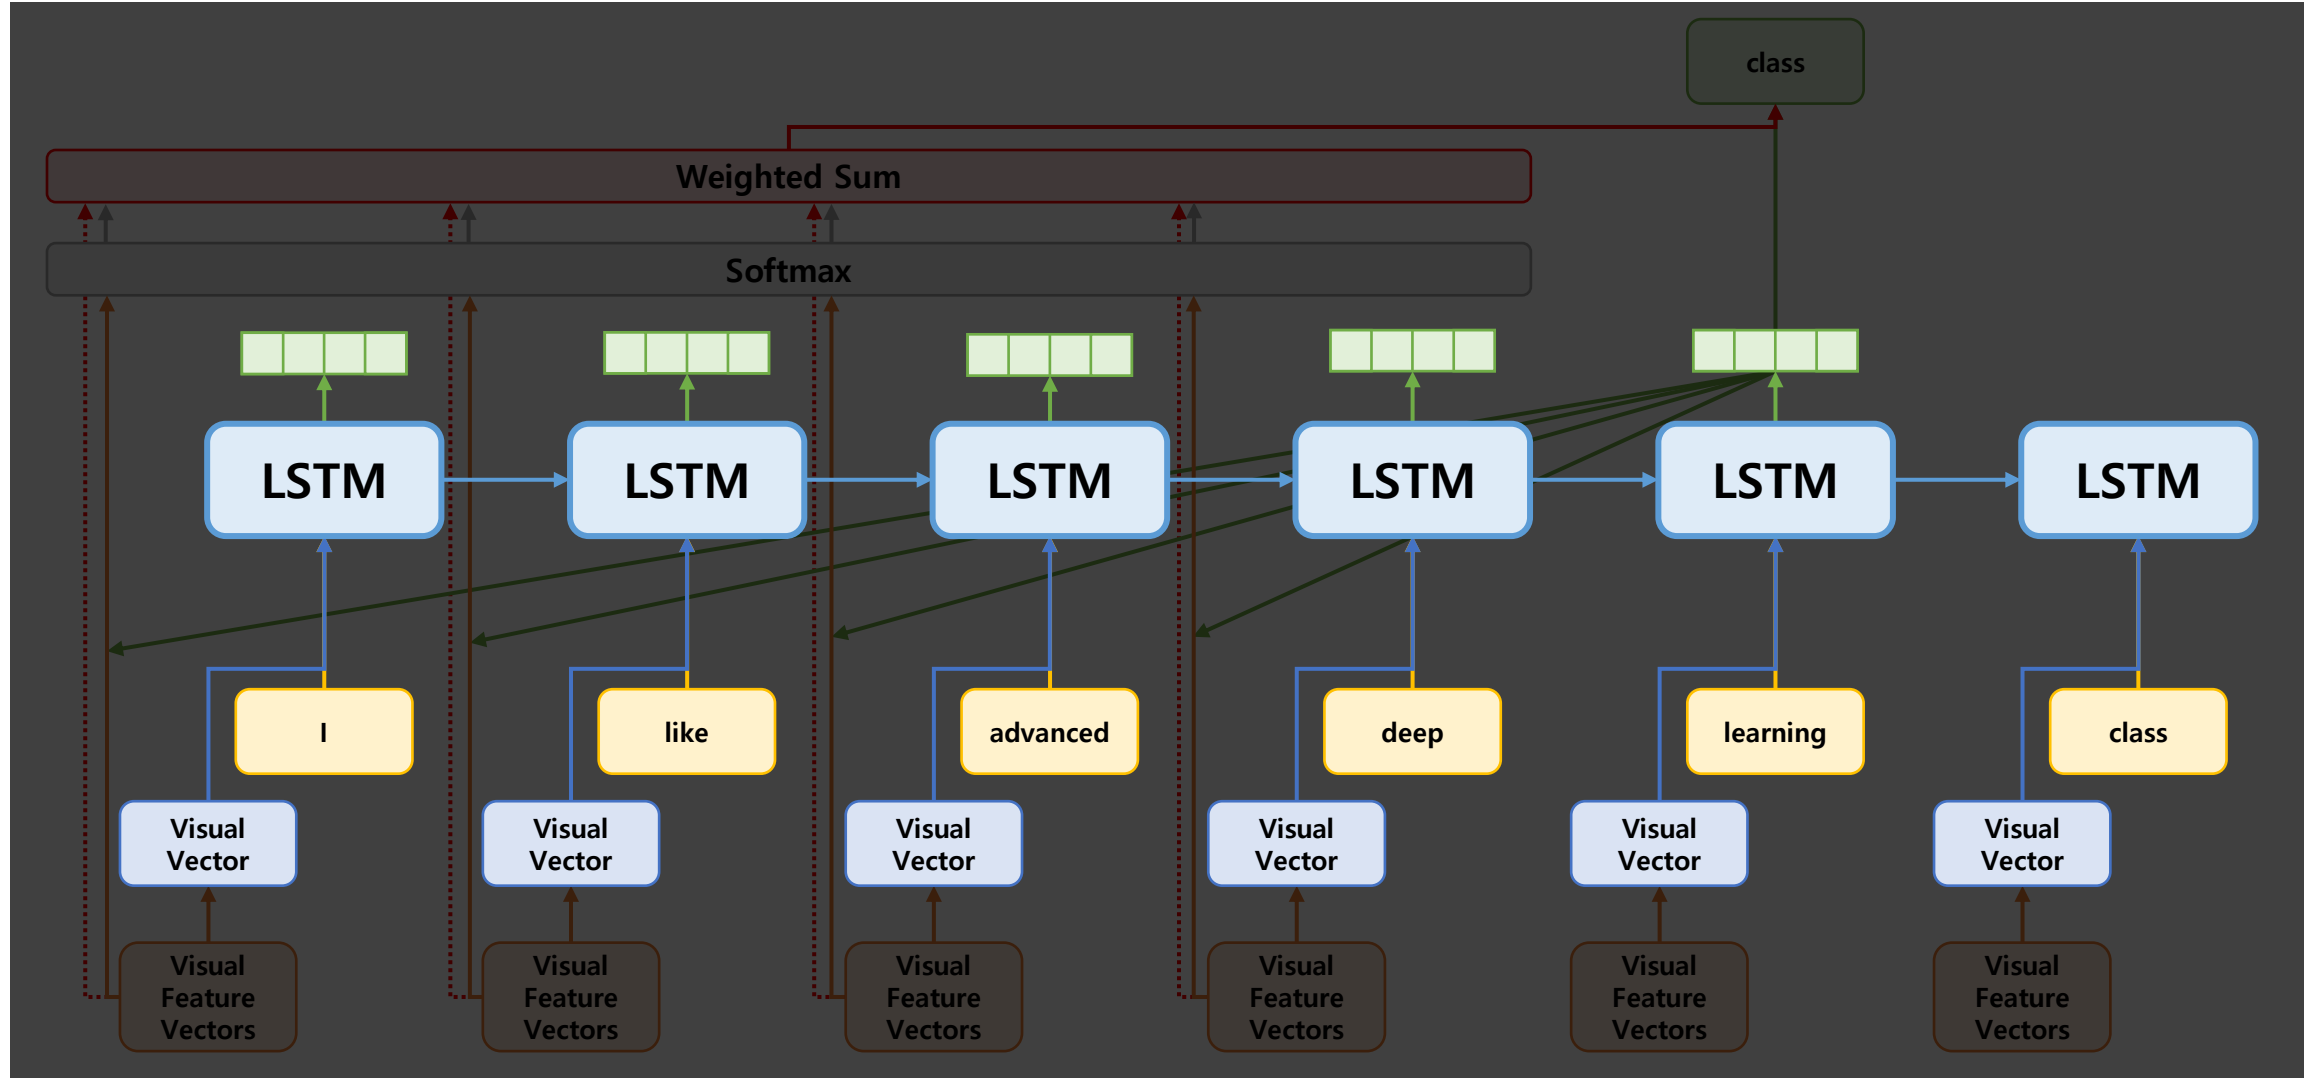 class
Weighted Sum
Softmax
LSTM LSTM LSTM LSTM LSTM LSTM
I like advanced deep learning class
Visual Visual Visual Visual Visual Visual
Vector Vector Vector Vector Vector Vector
Visual Visual Visual Visual Visual Visual
Feature Feature Feature Feature Feature Feature
Vectors Vectors Vectors Vectors Vectors Vectors